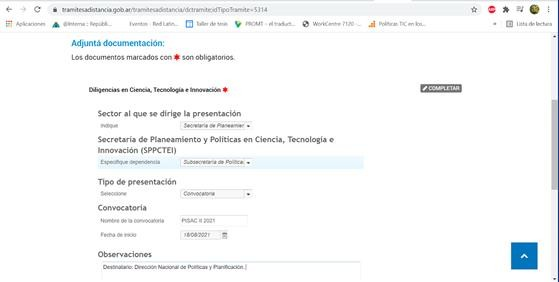 tramitesadistancia.gob.ar/tramitesadistancia/dctramite;idTipoTramite=5314
Aplicaciones @Interna :: Repúbli... Eventos - Red Latin... Taller de tesis PROMT - el traduct... WorkCentre 7120 -... Políticas TIC en los... » Lista de lectura
Adjuntá documentación:
Los documentos marcados con * son obligatorios.
Diligencias en Ciencia, Tecnología e Innovación * COMPLETAR
Sector al que se dirige la presentación
Indique Secretaría de Planeamien
Secretaría de Planeamiento y Políticas en Ciencia, Tecnología e
Innovación (SPPCTEI)
Especifique dependencia Subsecretaría de Política
Tipo de presentación
Seleccione Convocatoria
Convocatoria
Nombre de la convocatoria PISAC II 2021
Fecha de inicio 18/08/2021
Observaciones
Destinatario: Dirección Nacional de Políticas y Planificación.